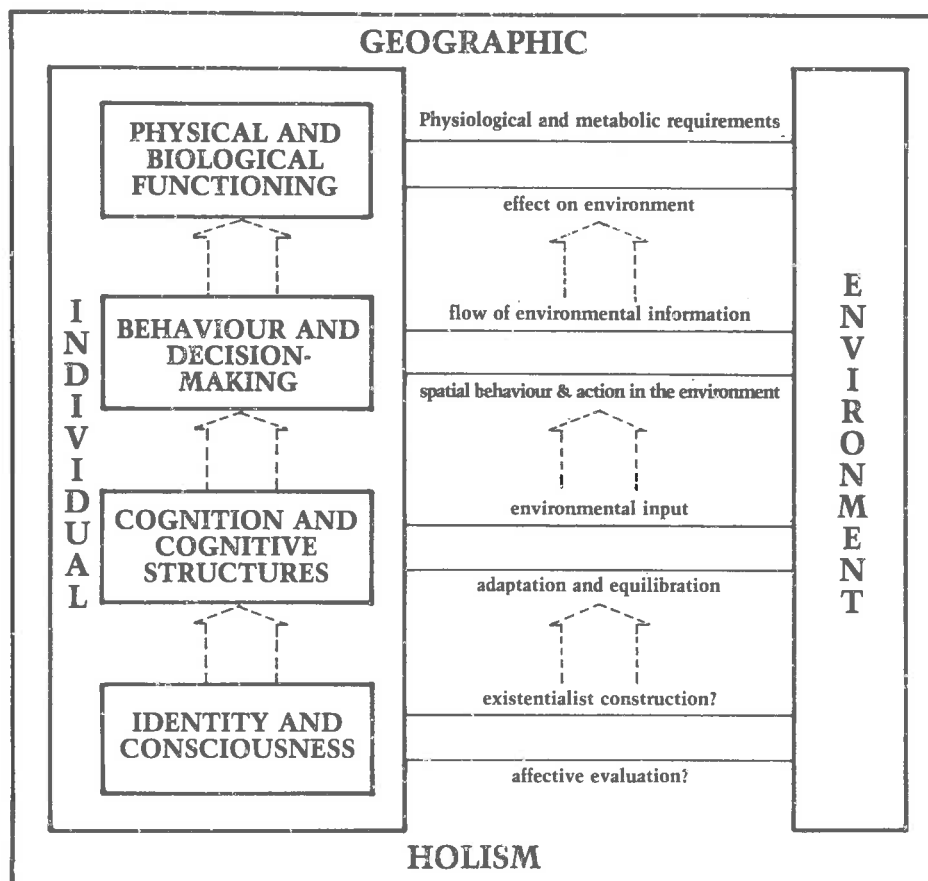 GEOGRAPHIC
INDIVIDUAL
PHYSICAL AND
BIOLOGICAL
FUNCTIONING
BEHAVIOUR AND
DECISION-
MAKING
COGNITION AND
COGNITIVE
STRUCTURES
IDENTITY AND
CONSCIOUSNESS
Physiological and metabolic requirements
effect on environment
flow of environmental information
spatial behaviour & action in the environment
environmental input
adaptation and equilibration
existentialist construction?
affective evaluation?
ENVIRONMENT
HOLISM